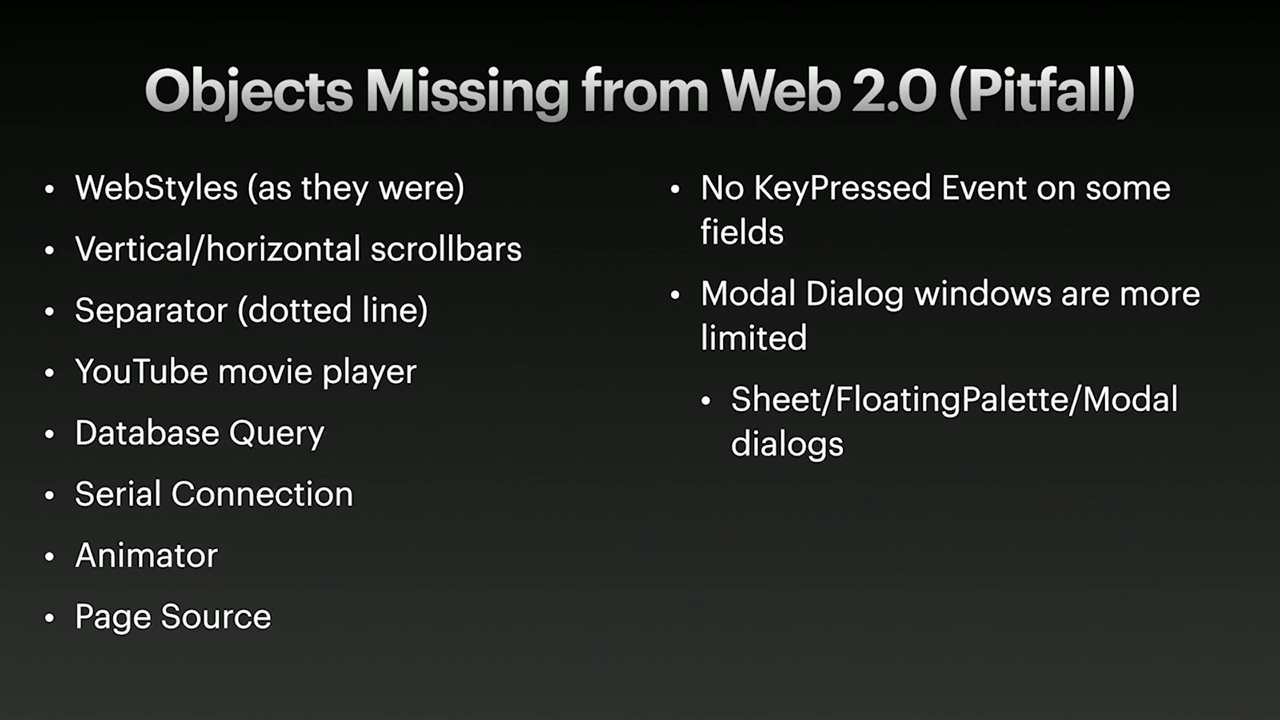 Objects Missing from Web 2.0 (Pitfall)
• WebStyles (as they were)
• Vertical/horizontal scrollbars
• Separator (dotted line)
• YouTube movie player
• Database Query
• Serial Connection
• Animator
• Page Source
• No KeyPressed Event on some
fields
• Modal Dialog windows are more
limited
• Sheet/FloatingPalette/Modal
dialogs